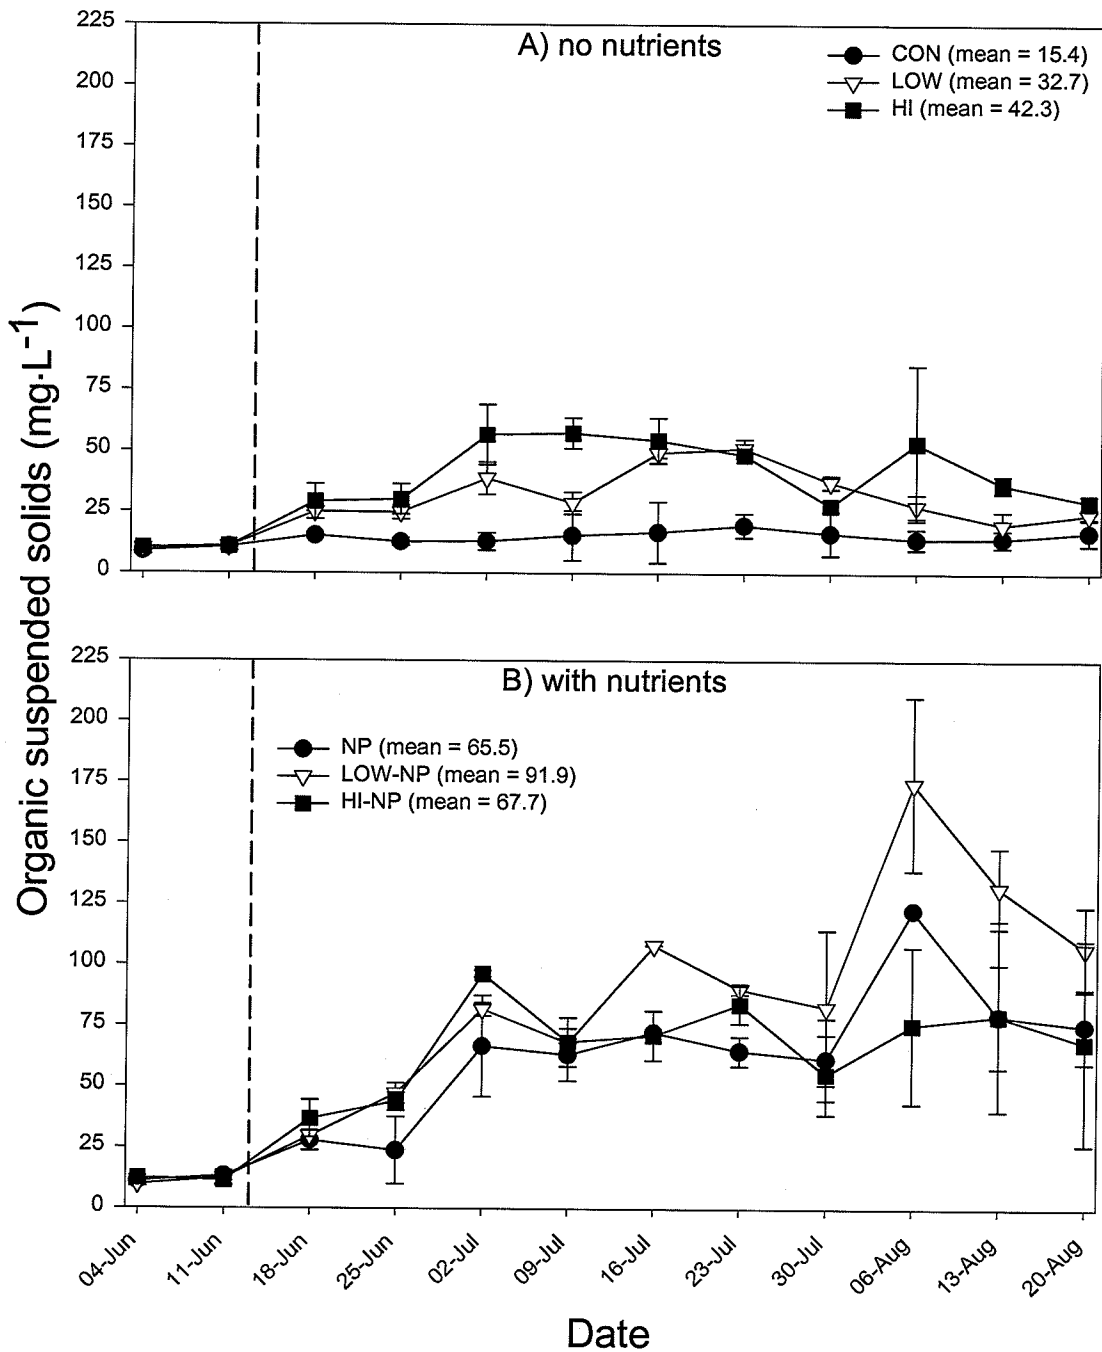 Organic suspended solids (mg·L⁻¹)
A) no nutrients
CON (mean = 15.4)
LOW (mean = 32.7)
HI (mean = 42.3)
225
200
175
150
125
100
75
50
25
0
B) with nutrients
NP (mean = 65.5)
LOW-NP (mean = 91.9)
HI-NP (mean = 67.7)
225
200
175
150
125
100
75
50
25
0
04-Jun
11-Jun
18-Jun
25-Jun
02-Jul
09-Jul
16-Jul
23-Jul
30-Jul
06-Aug
13-Aug
20-Aug
Date